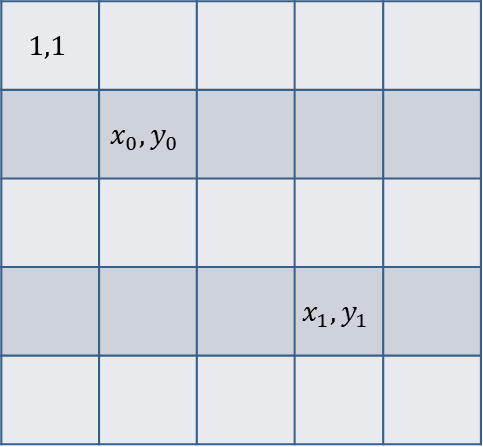 1,1
x₀, y₀
x₁, y₁